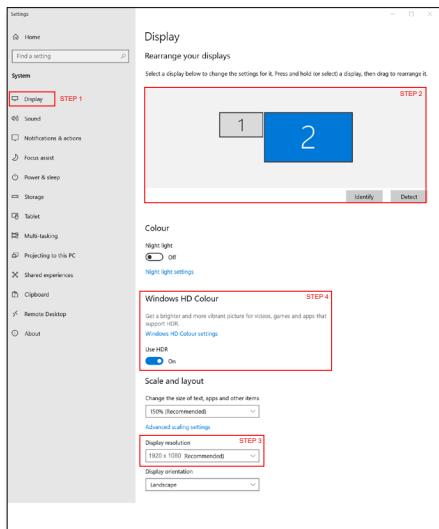 Settings
Home
Find a setting
System
Display STEP 1
Sound
Notifications & actions
Focus assist
Power & sleep
Storage
Tablet
Multi-tasking
Projecting to this PC
Shared experiences
Clipboard
Remote Desktop
About
Display
Rearrange your displays
Select a display below to change the settings for it. Press and hold (or select) a display, then drag to rearrange it.
STEP 2
1
2
Identify Detect
Colour
Night light
Off
Night light settings
Windows HD Colour STEP 4
Get a brighter and more vibrant picture for videos, games and apps that
support HDR.
Windows HD Colour settings
Use HDR
On
Scale and layout
Change the size of text, apps and other items
150% (Recommended)
Advanced scaling settings
Display resolution STEP 3
1920 x 1080 (Recommended)
Display orientation
Landscape